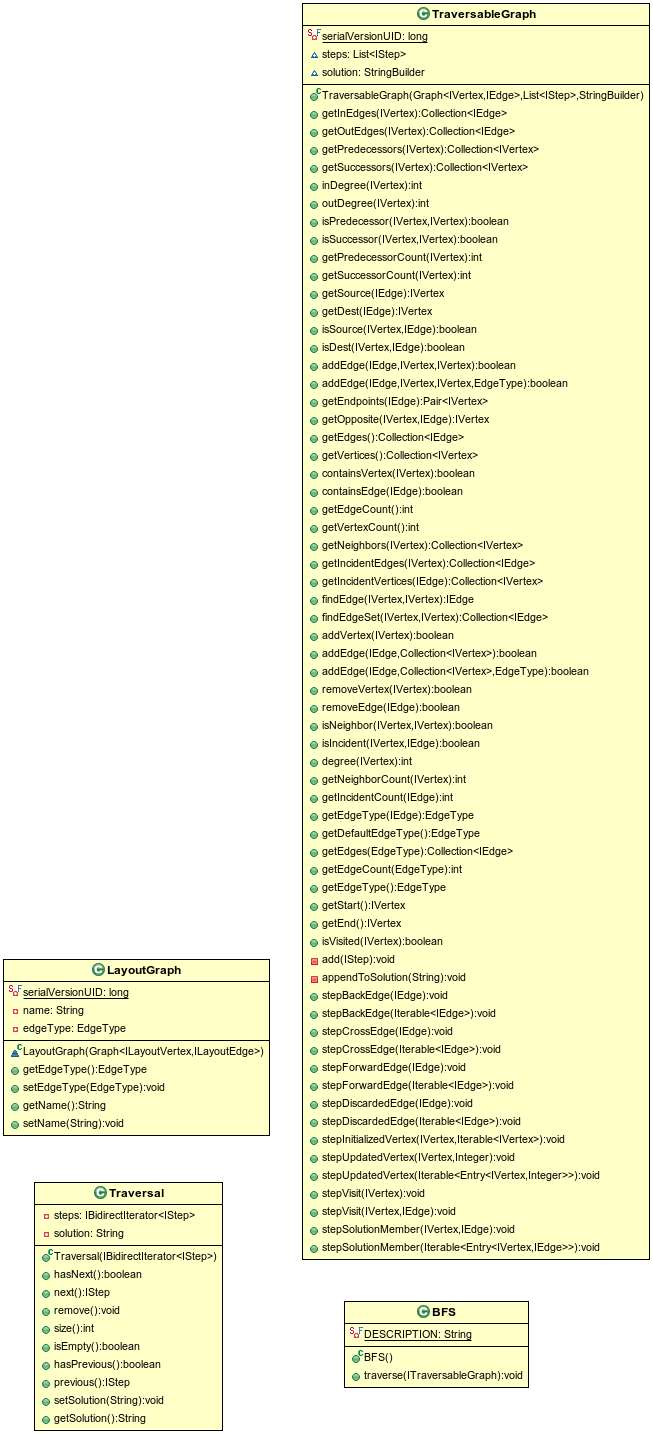 TraversableGraph
serialVersionUID: long
steps: List<IStep>
solution: StringBuilder
TraversableGraph(Graph<IVertex,IEdge>,List<IStep>,StringBuilder)
getInEdges(IVertex):Collection<IEdge>
getOutEdges(IVertex):Collection<IEdge>
getPredecessors(IVertex):Collection<IVertex>
getSuccessors(IVertex):Collection<IVertex>
inDegree(IVertex):int
outDegree(IVertex):int
isPredecessor(IVertex,IVertex):boolean
isSuccessor(IVertex,IVertex):boolean
getPredecessorCount(IVertex):int
getSuccessorCount(IVertex):int
getSource(IEdge):IVertex
getDest(IEdge):IVertex
isSource(IVertex,IEdge):boolean
isDest(IVertex,IEdge):boolean
addEdge(IEdge,IVertex,IVertex):boolean
addEdge(IEdge,IVertex,IVertex,EdgeType):boolean
getEndpoints(IEdge):Pair<IVertex>
getOpposite(IVertex,IEdge):IVertex
getEdges():Collection<IEdge>
getVertices():Collection<IVertex>
containsVertex(IVertex):boolean
containsEdge(IEdge):boolean
getEdgeCount():int
getVertexCount():int
getNeighbors(IVertex):Collection<IVertex>
getIncidentEdges(IVertex):Collection<IEdge>
getIncidentVertices(IEdge):Collection<IVertex>
findEdge(IVertex,IVertex):IEdge
findEdgeSet(IVertex,IVertex):Collection<IEdge>
addVertex(IVertex):boolean
addEdge(IEdge,Collection<IVertex>):boolean
addEdge(IEdge,Collection<IVertex>,EdgeType):boolean
removeVertex(IVertex):boolean
removeEdge(IEdge):boolean
isNeighbor(IVertex,IVertex):boolean
isIncident(IVertex,IEdge):boolean
degree(IVertex):int
getNeighborCount(IVertex):int
getIncidentCount(IEdge):int
getEdgeType(IEdge):EdgeType
getDefaultEdgeType():EdgeType
getEdges(EdgeType):Collection<IEdge>
getEdgeCount(EdgeType):int
getEdgeType():EdgeType
getStart():IVertex
getEnd():IVertex
isVisited(IVertex):boolean
add(IStep):void
appendToSolution(String):void
stepBackEdge(IEdge):void
stepBackEdge(Iterable<IEdge>):void
stepCrossEdge(IEdge):void
stepCrossEdge(Iterable<IEdge>):void
stepForwardEdge(IEdge):void
stepForwardEdge(Iterable<IEdge>):void
stepDiscardedEdge(IEdge):void
stepDiscardedEdge(Iterable<IEdge>):void
stepInitializedVertex(IVertex,Iterable<IVertex>):void
stepUpdatedVertex(IVertex,Integer):void
stepUpdatedVertex(Iterable<Entry<IVertex,Integer>>):void
stepVisit(IVertex):void
stepVisit(IVertex,IEdge):void
stepSolutionMember(IVertex,IEdge):void
stepSolutionMember(Iterable<Entry<IVertex,IEdge>>):void
LayoutGraph
serialVersionUID: long
name: String
edgeType: EdgeType
LayoutGraph(Graph<ILayoutVertex,ILayoutEdge>)
getEdgeType():EdgeType
setEdgeType(EdgeType):void
getName():String
setName(String):void
Traversal
steps: IBidirectIterator<IStep>
solution: String
Traversal(IBidirectIterator<IStep>)
hasNext():boolean
next():IStep
remove():void
size():int
isEmpty():boolean
hasPrevious():boolean
previous():IStep
setSolution(String):void
getSolution():String
BFS
DESCRIPTION: String
BFS()
traverse(ITraversableGraph):void